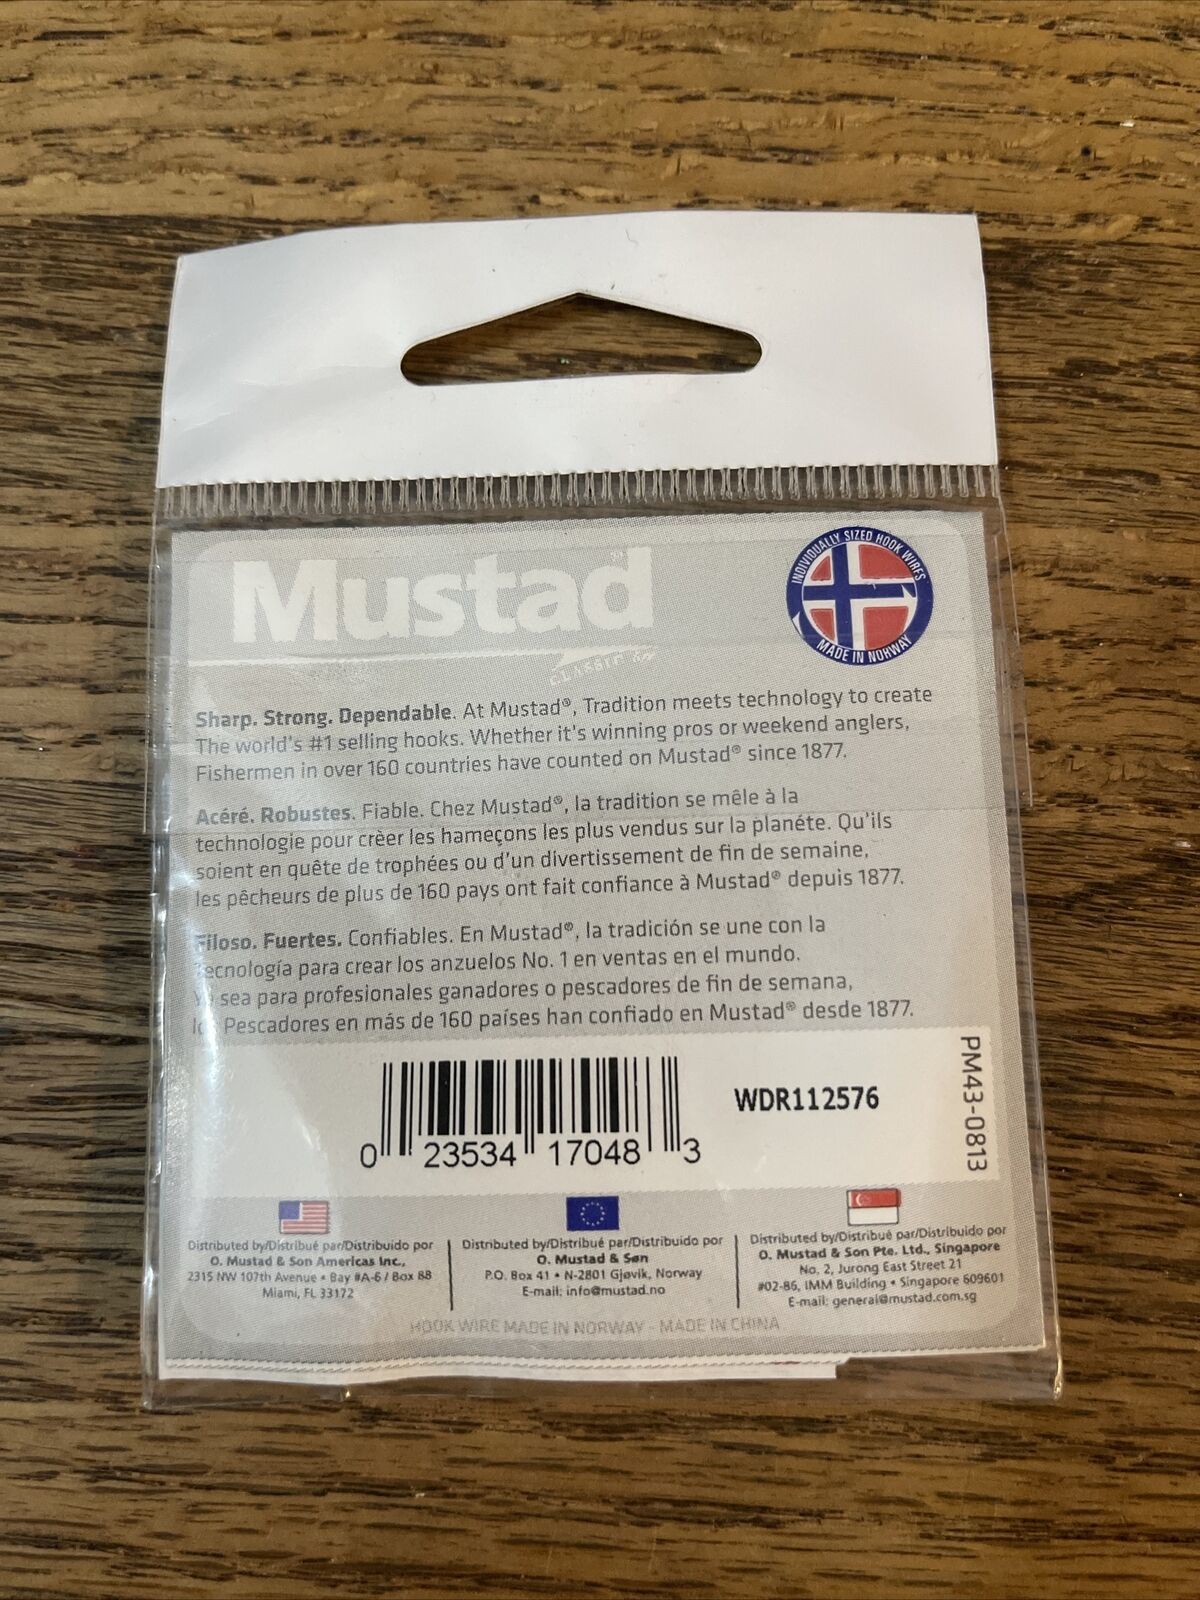 Mustad
CLASSIC
INDIVIDUALLY SIZED HOOK WIRES
MADE IN NORWAY
Sharp. Strong. Dependable. At Mustad®, Tradition meets technology to create
The world's #1 selling hooks. Whether it's winning pros or weekend anglers,
Fishermen in over 160 countries have counted on Mustad® since 1877.
Acéré. Robustes. Fiable. Chez Mustad®, la tradition se mêle à la
technologie pour crèer les hameçons les plus vendus sur la planéte. Qu'ils
soient en quête de trophées ou d'un divertissement de fin de semaine,
les pêcheurs de plus de 160 pays ont fait confiance à Mustad® depuis 1877.
Filoso. Fuertes. Confiables. En Mustad®, la tradición se une con la
tecnología para crear los anzuelos No. 1 en ventas en el mundo.
Ya sea para profesionales ganadores o pescadores de fin de semana,
los Pescadores en más de 160 países han confiado en Mustad® desde 1877.
0 23534 17048 3
WDR112576
PM43-0813
Distributed by/Distribué par/Distribuido por
O. Mustad & Son Americas Inc.,
2315 NW 107th Avenue • Bay #A-6 / Box 88
Miami, FL 33172
Distributed by/Distribué par/Distribuido por
O. Mustad & Søn
P.O. Box 41 • N-2801 Gjøvik, Norway
E-mail: info@mustad.no
Distributed by/Distribué par/Distribuido por
O. Mustad & Son Pte. Ltd., Singapore
No. 2, Jurong East Street 21
#02-86, IMM Building • Singapore 609601
E-mail: general@mustad.com.sg
HOOK WIRE MADE IN NORWAY - MADE IN CHINA